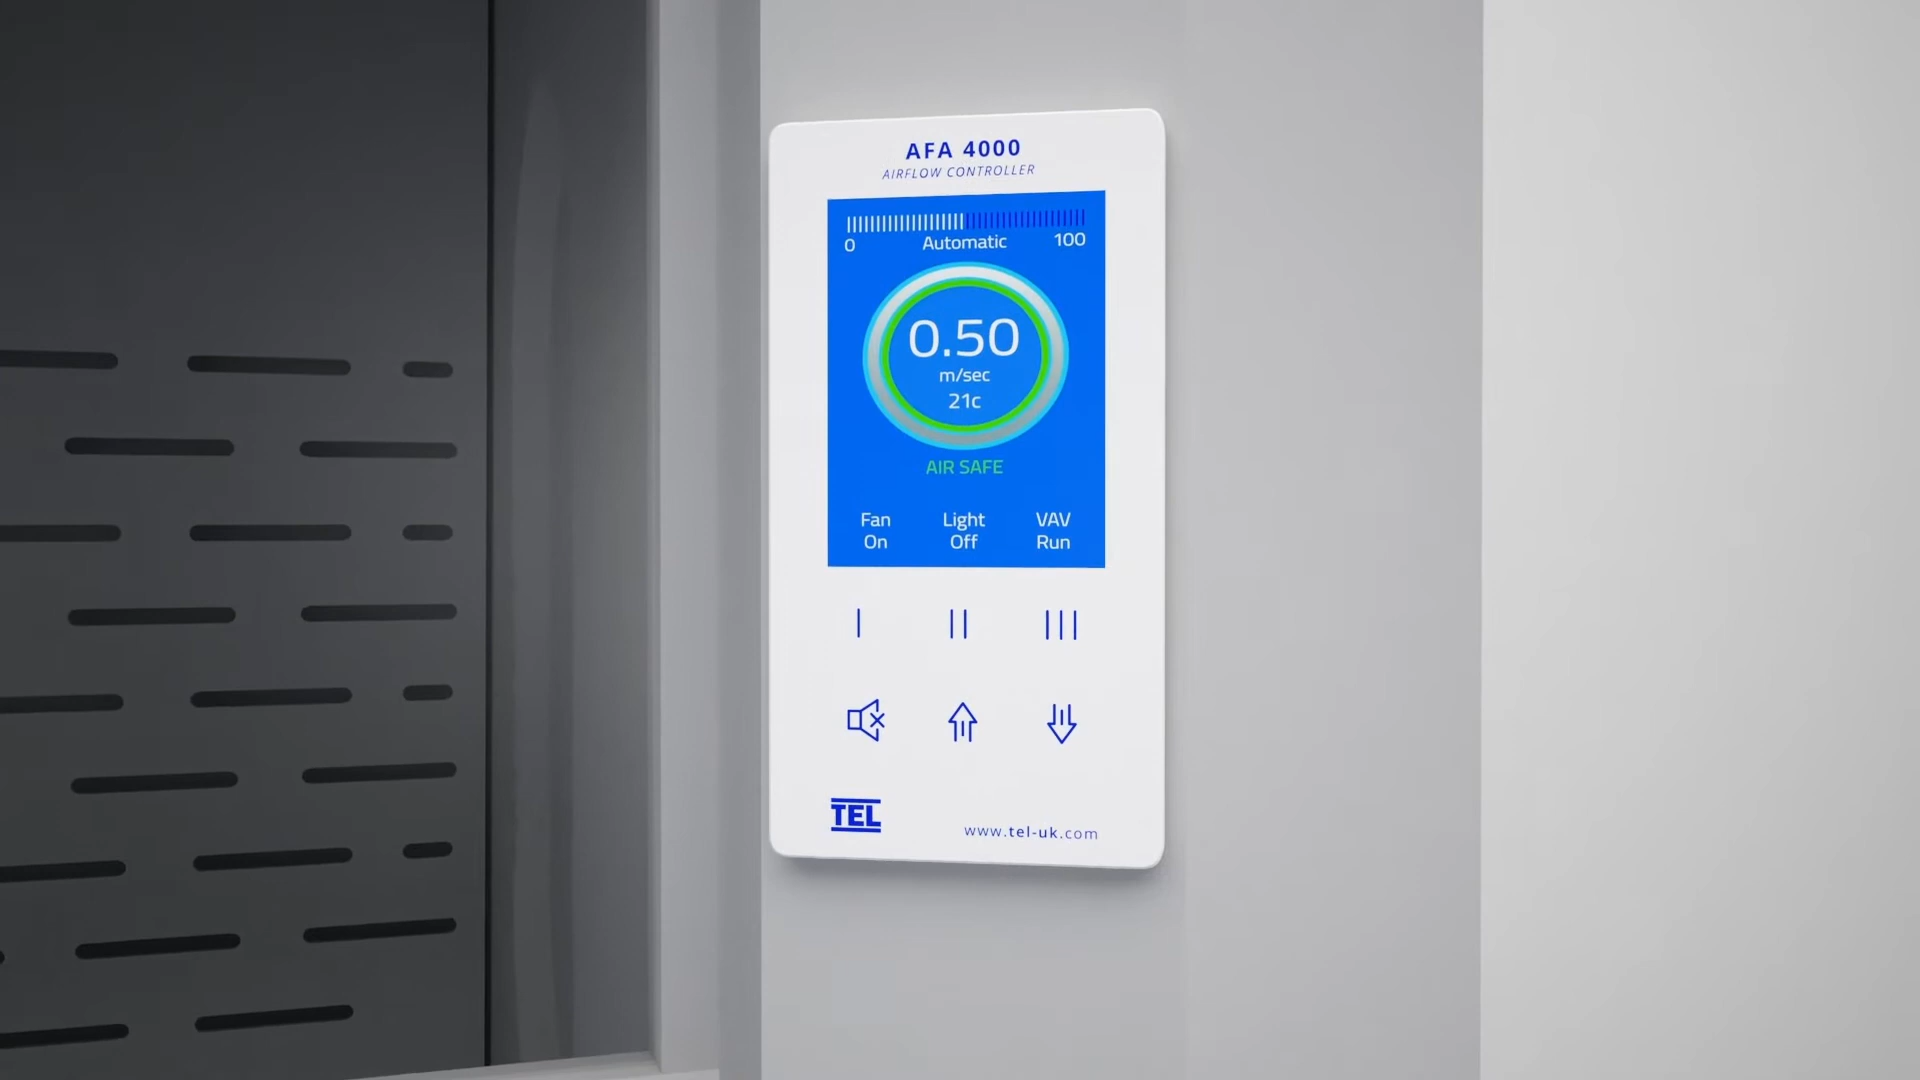 AFA 4000
AIRFLOW CONTROLLER
0 Automatic 100
0.50
m/sec
21c
AIR SAFE
Fan Light VAV
On Off Run
TEL
www.tel-uk.com